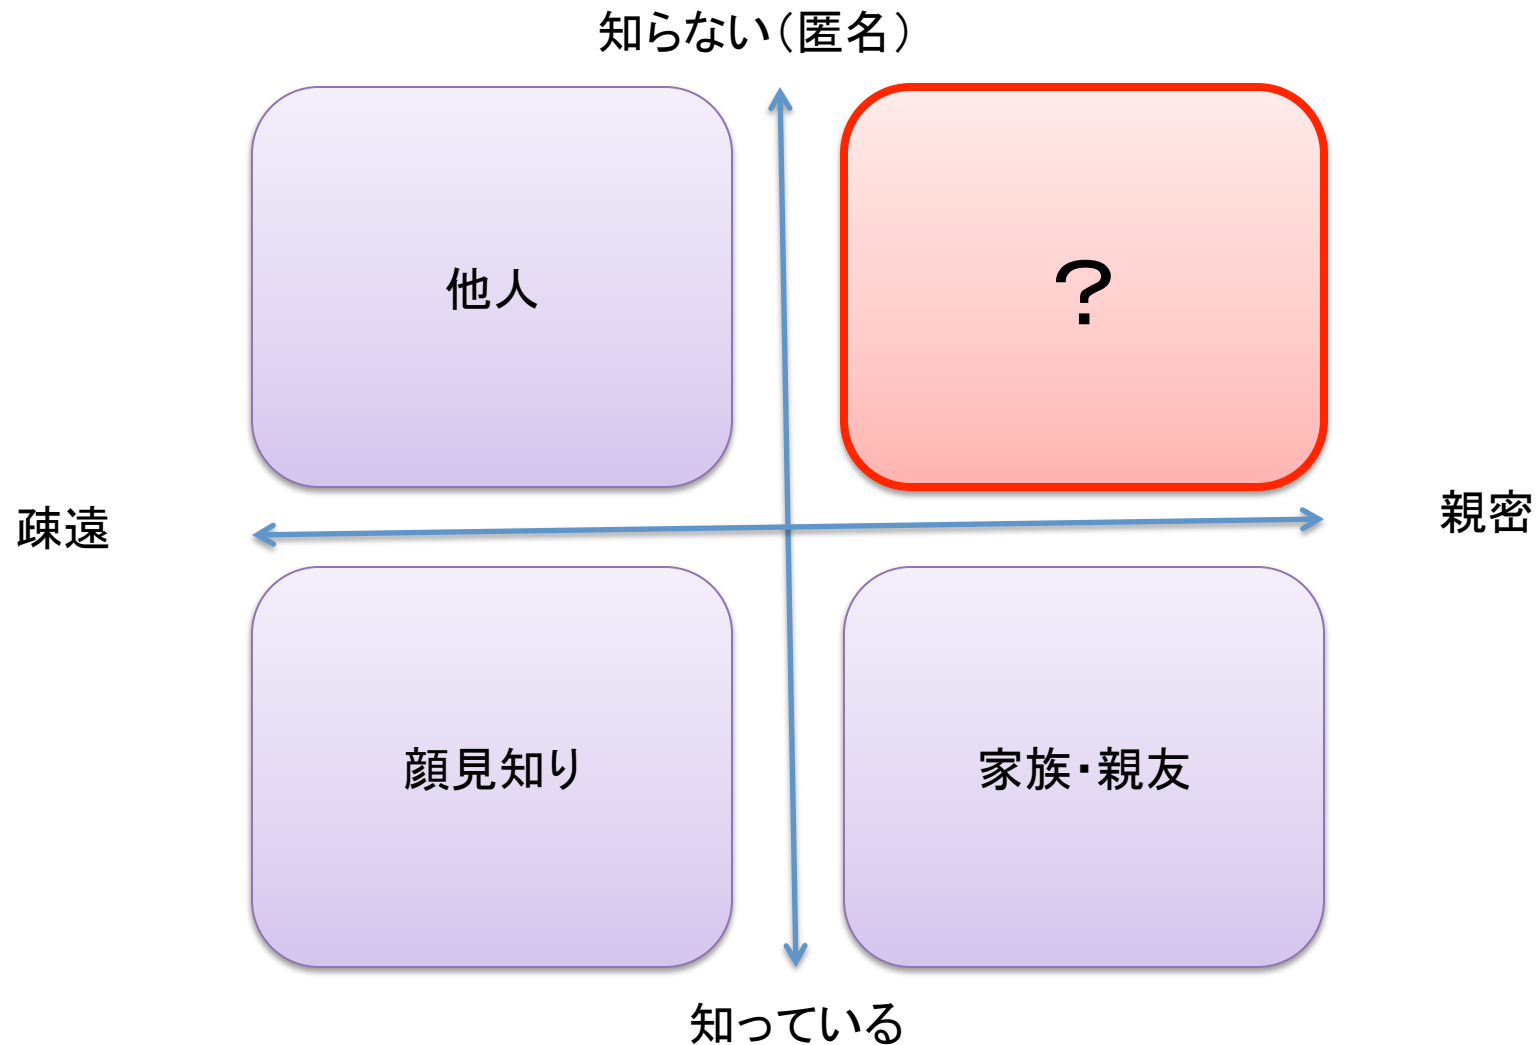 知らない（匿名）
他人
？
疎遠
親密
顔見知り
家族・親友
知っている